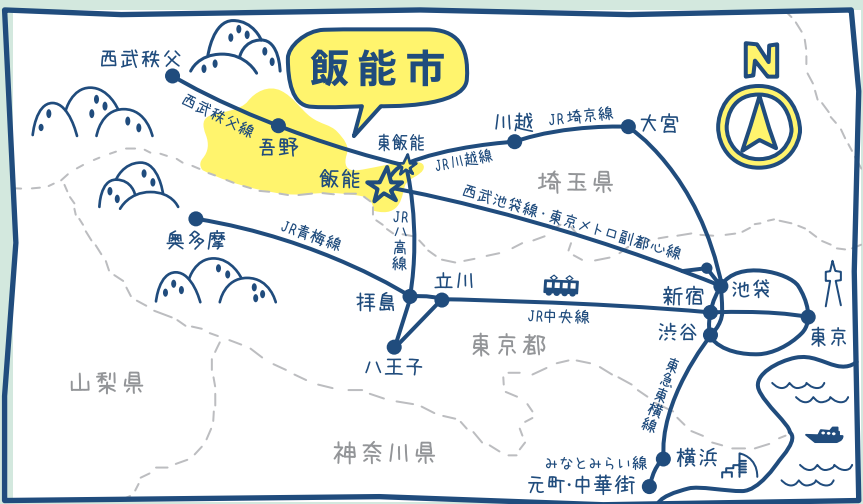 西武秩父
飯能市
N
西武秩父線
吾野
東飯能
川越
JR埼京線
大宮
JR川越線
飯能
埼玉県
西武池袋線・東京メトロ副都心線
奥多摩
JR青梅線
JR八高線
立川
拝島
新宿
池袋
JR中央線
渋谷
東京
東京都
八王子
山梨県
東急東横線
神奈川県
みなとみらい線
横浜
元町・中華街